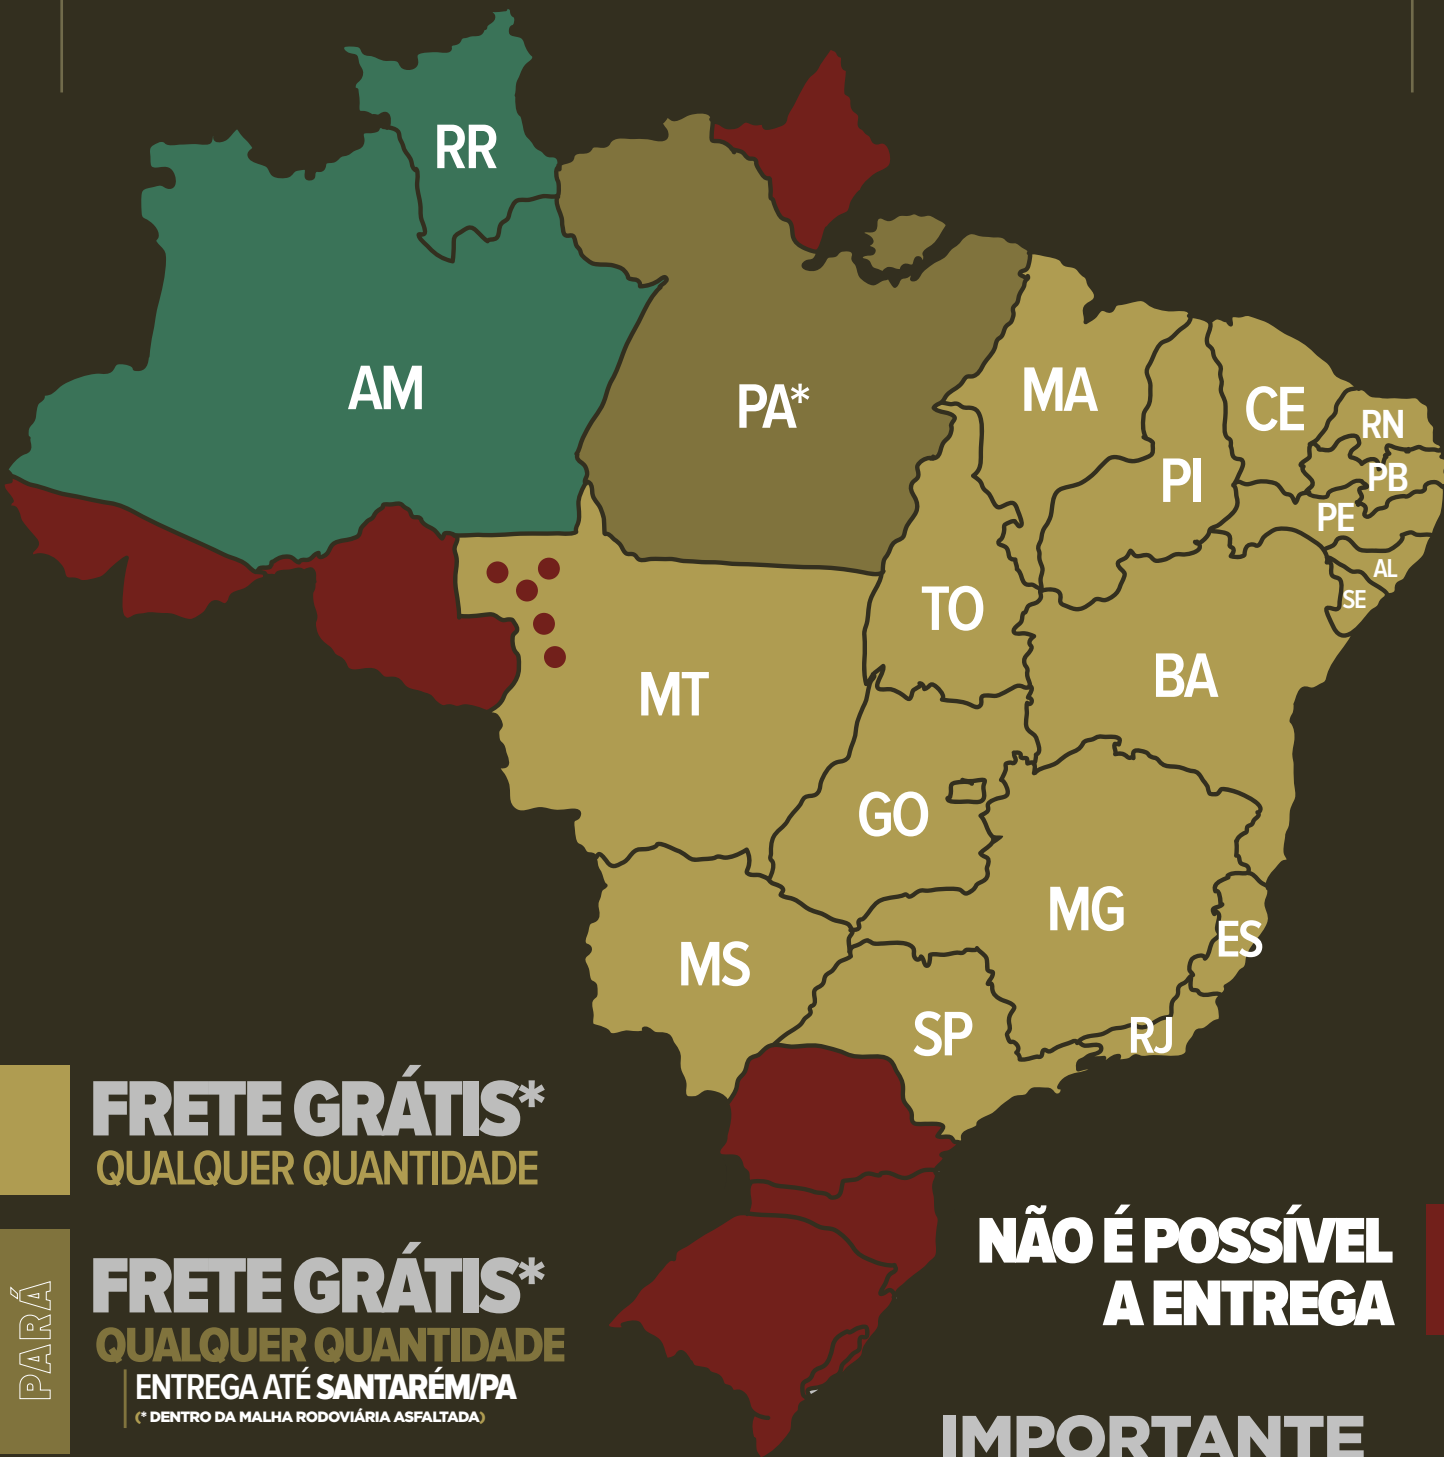 RR
AM
PA*
MA
CE
RN
PI
PB
PE
AL
SE
TO
BA
MT
GO
MG
ES
MS
SP
RJ
FRETE GRÁTIS*
QUALQUER QUANTIDADE
PARÁ
FRETE GRÁTIS*
QUALQUER QUANTIDADE
ENTREGA ATÉ SANTARÉM/PA
(* DENTRO DA MALHA RODOVIÁRIA ASFALTADA)
NÃO É POSSÍVEL
A ENTREGA
IMPORTANTE